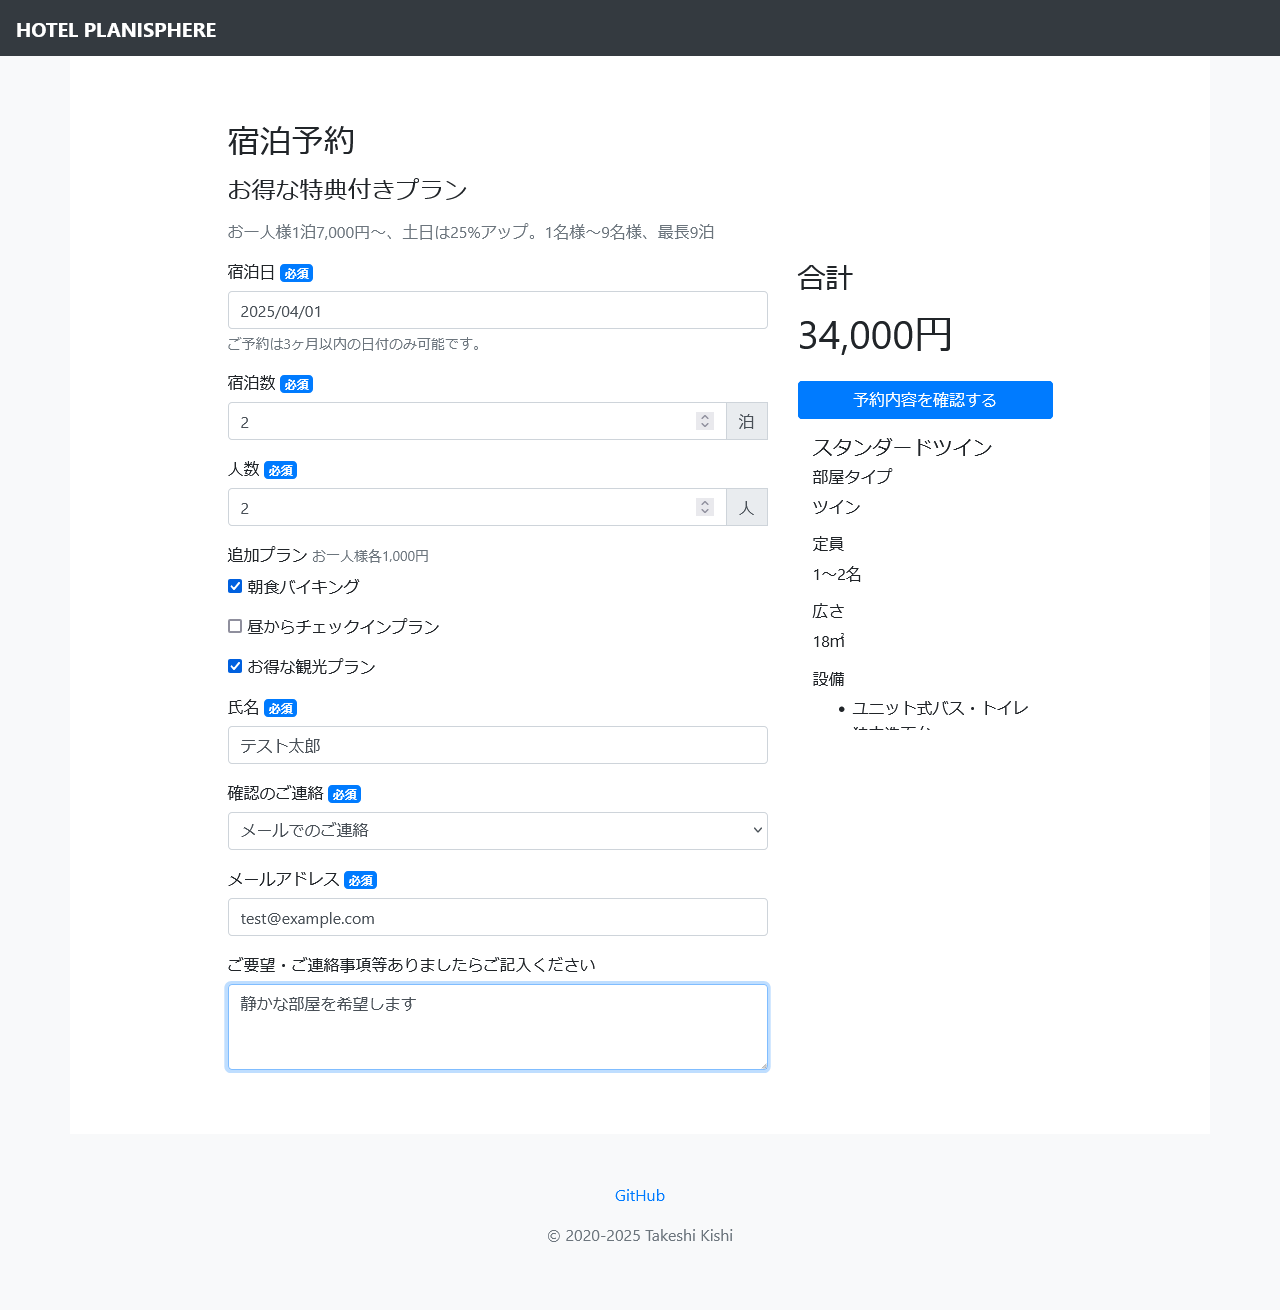 HOTEL PLANISPHERE
宿泊予約
お得な特典付きプラン
お一人様1泊7,000円～、土日は25%アップ。1名様～9名様、最長9泊
宿泊日 必須
2025/04/01
ご予約は3ヶ月以内の日付のみ可能です。
宿泊数 必須
2 泊
人数 必須
2 人
追加プラン お一人様各1,000円
朝食バイキング
昼からチェックインプラン
お得な観光プラン
氏名 必須
テスト太郎
確認のご連絡 必須
メールでのご連絡
メールアドレス 必須
test@example.com
ご要望・ご連絡事項等ありましたらご記入ください
静かな部屋を希望します
合計
34,000円
予約内容を確認する
スタンダードツイン
部屋タイプ
ツイン
定員
1～2名
広さ
18㎡
設備
• ユニット式バス・トイレ
GitHub
© 2020-2025 Takeshi Kishi